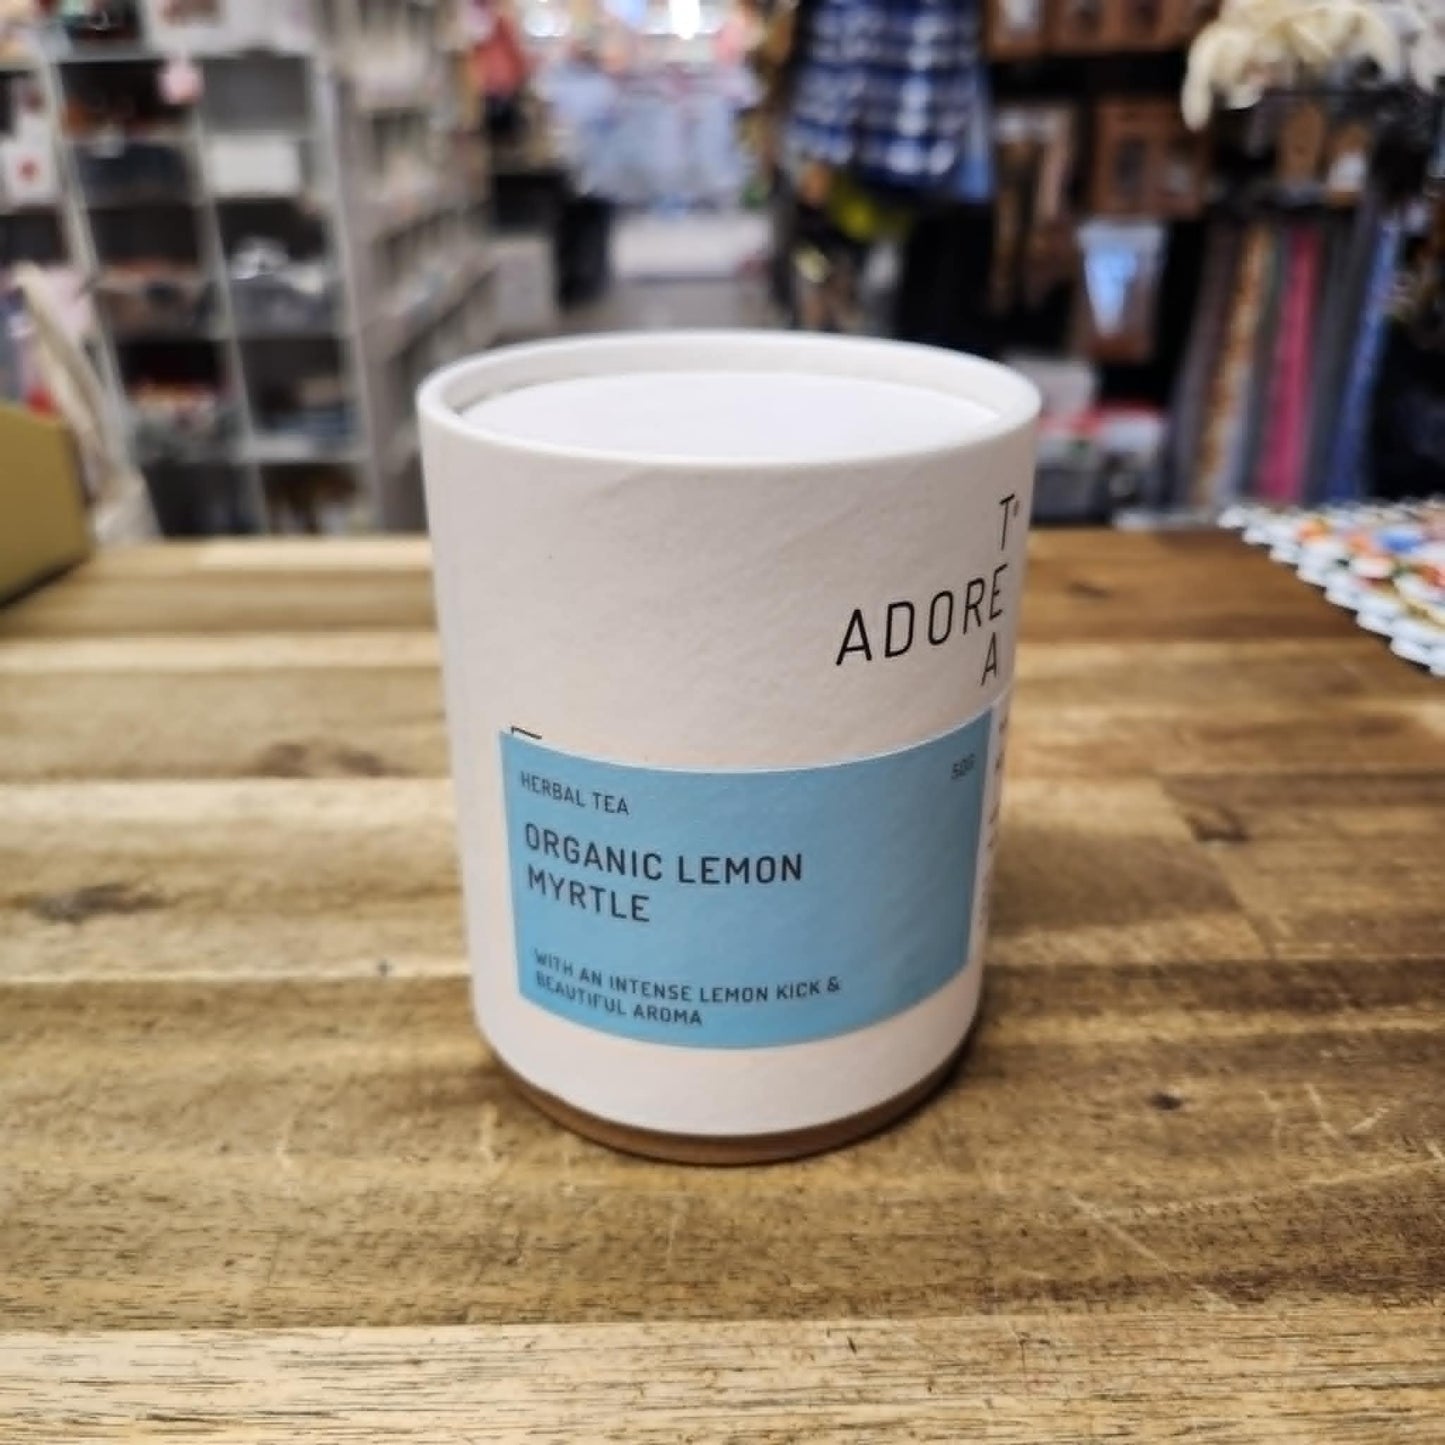 T
ADORE
A
HERBAL TEA
50G
ORGANIC LEMON
MYRTLE
WITH AN INTENSE LEMON KICK &
BEAUTIFUL AROMA